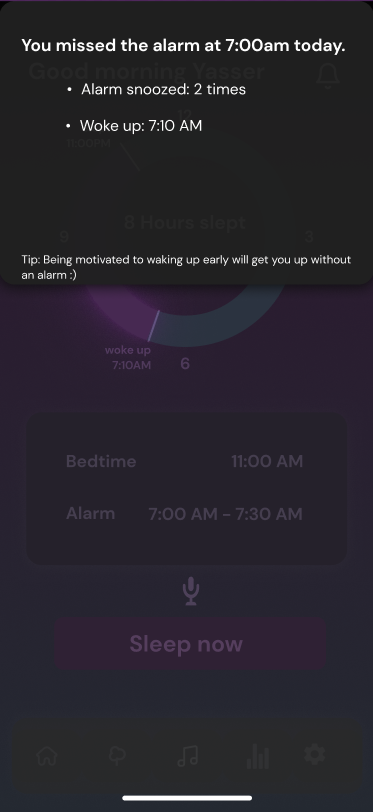 You missed the alarm at 7:00am today.
Good morning Yasser
• Alarm snoozed: 2 times
• Woke up: 7:10 AM
11:00PM
8 Hours slept
9
3
Tip: Being motivated to waking up early will get you up without
an alarm :)
woke up
7:10AM
6
Bedtime 11:00 AM
Alarm 7:00 AM - 7:30 AM
Sleep now